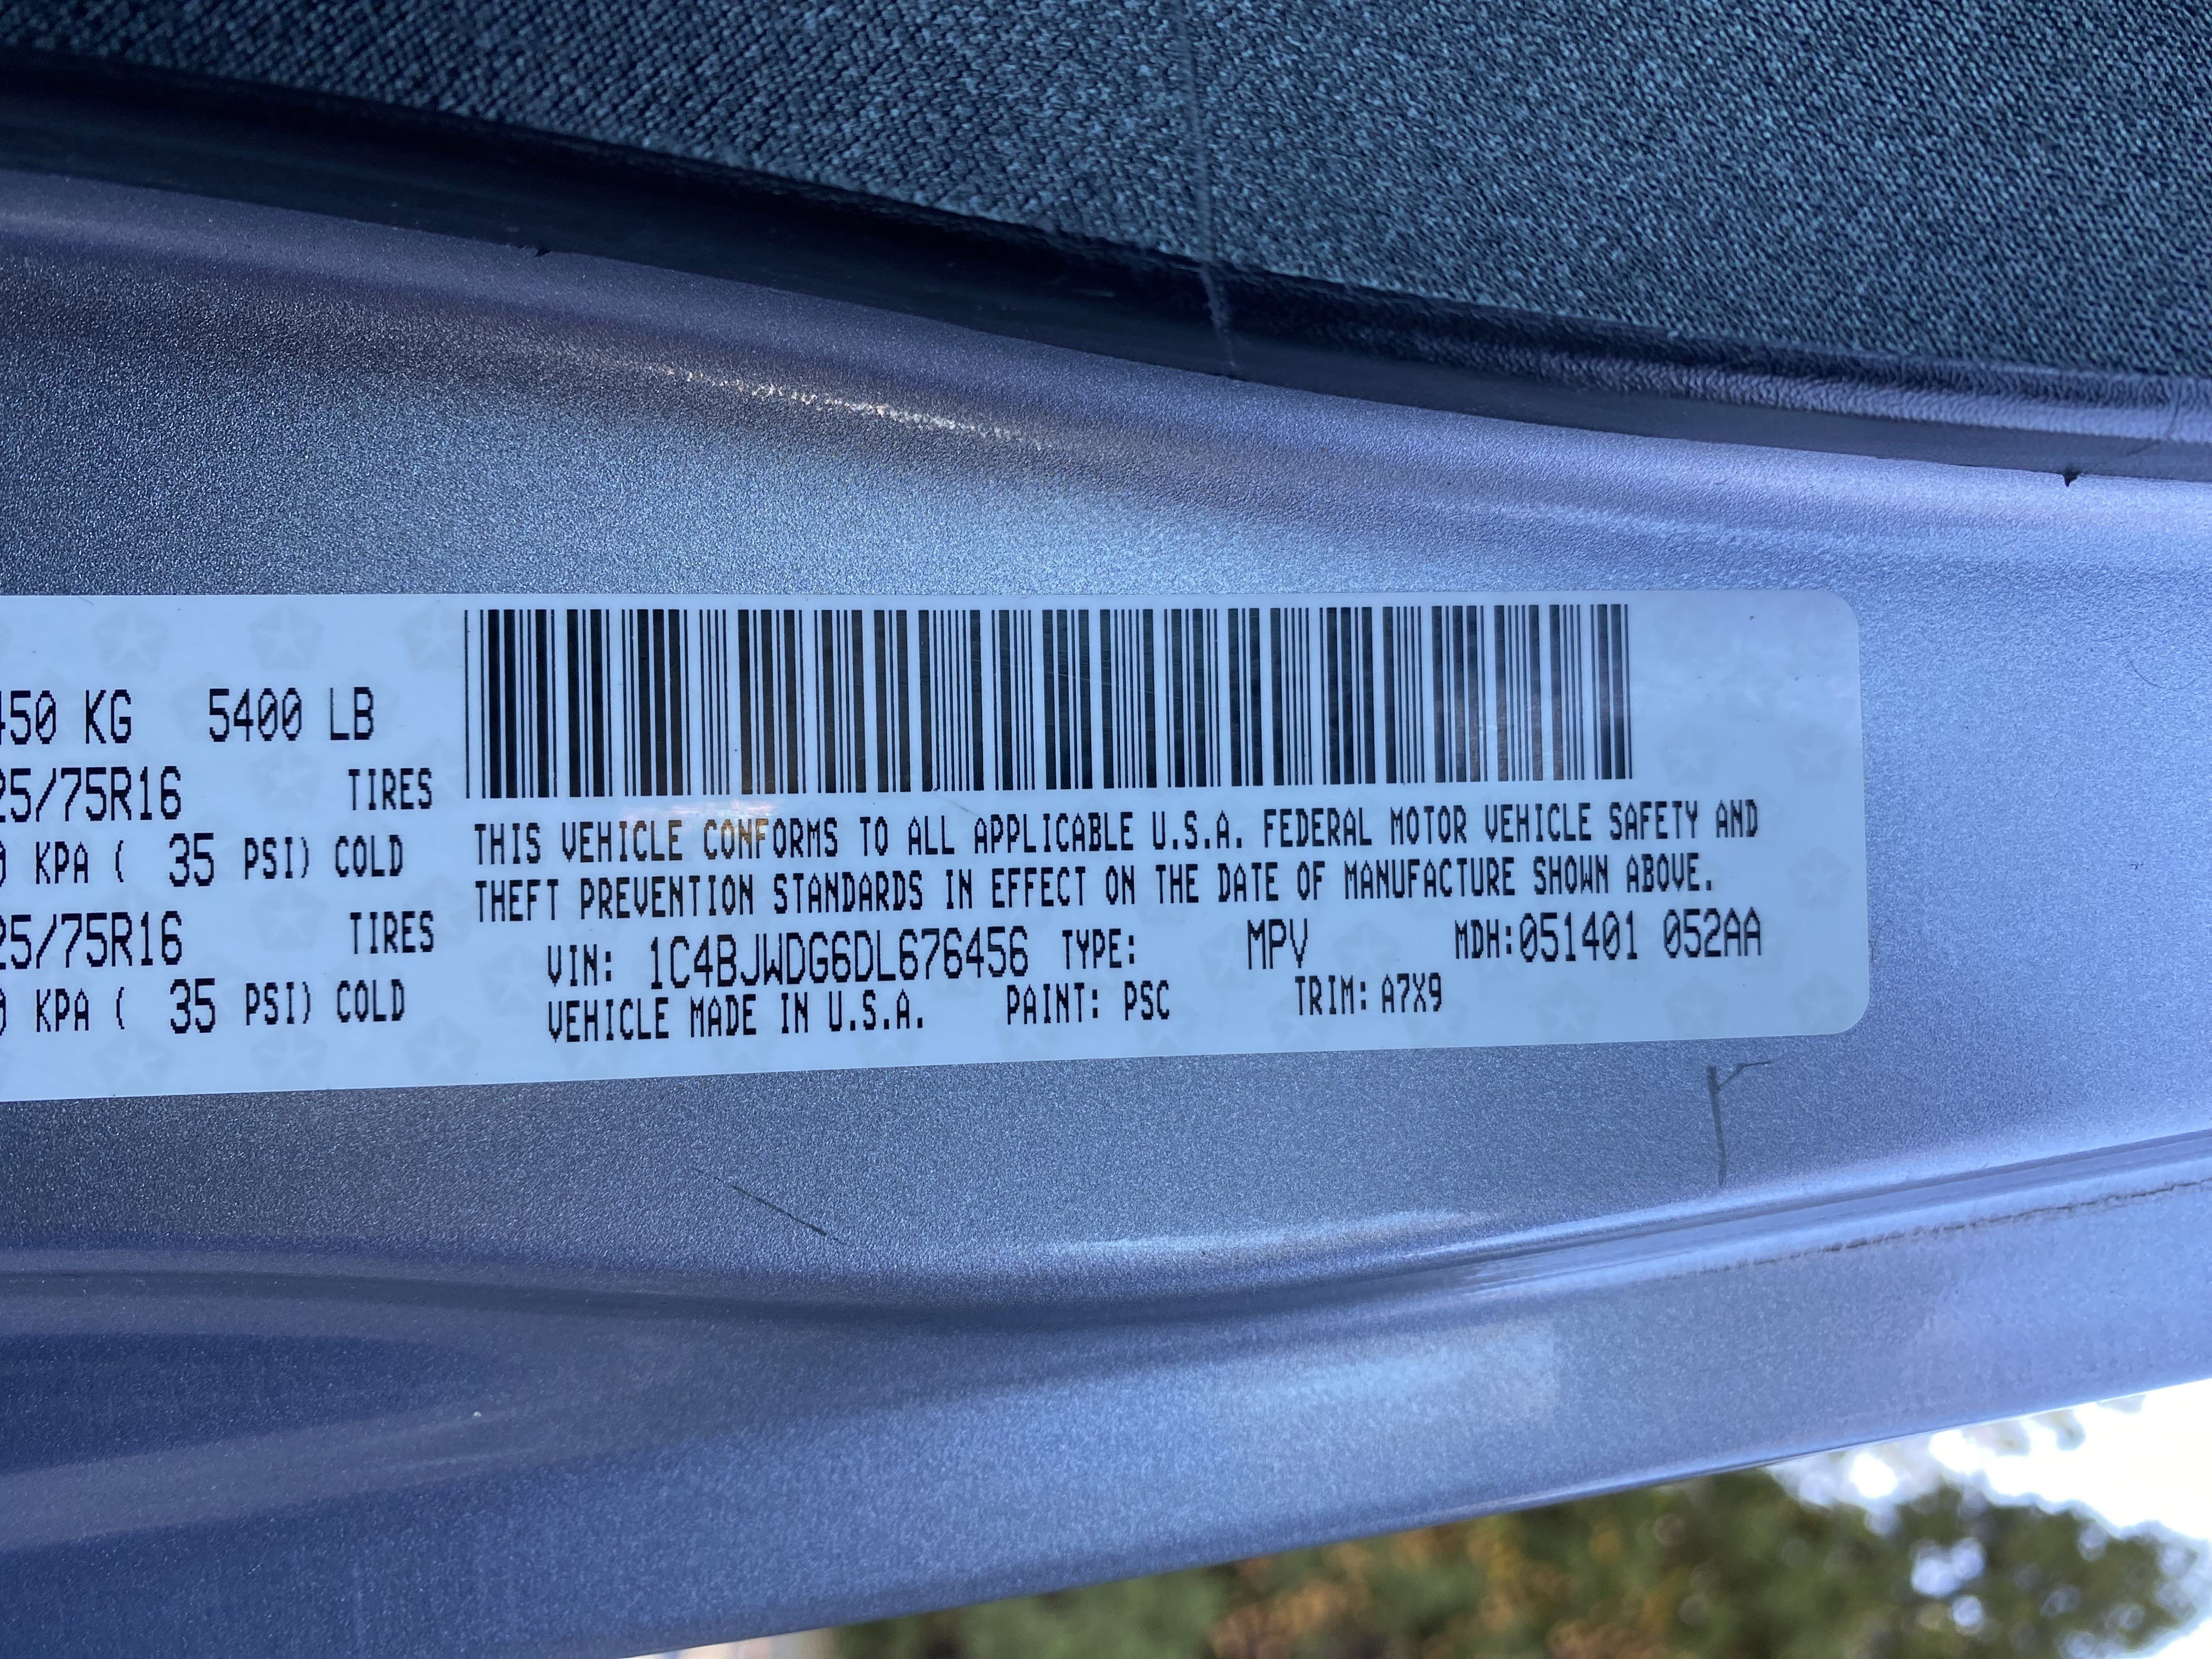 450 KG 5400 LB
25/75R16 TIRES
0 KPA ( 35 PSI) COLD
25/75R16 TIRES
0 KPA ( 35 PSI) COLD
THIS VEHICLE CONFORMS TO ALL APPLICABLE U.S.A. FEDERAL MOTOR VEHICLE SAFETY AND
THEFT PREVENTION STANDARDS IN EFFECT ON THE DATE OF MANUFACTURE SHOWN ABOVE.
VIN: 1C4BJWDG6DL676456 TYPE: MPV MDH:051401 052AA
VEHICLE MADE IN U.S.A. PAINT: PSC TRIM: A7X9